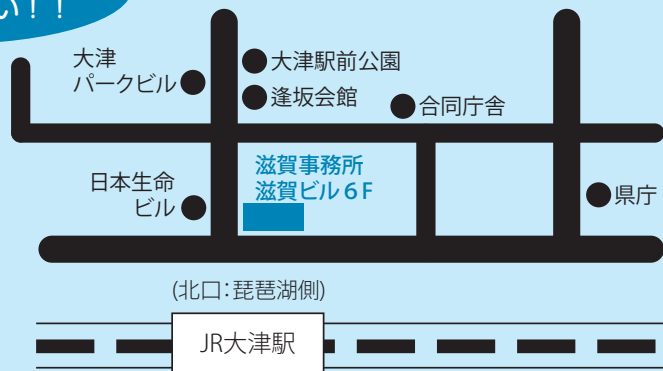 い！！
大津
パークビル
大津駅前公園
逢坂会館
合同庁舎
日本生命
ビル
滋賀事務所
滋賀ビル６F
県庁
(北口：琵琶湖側)
JR大津駅